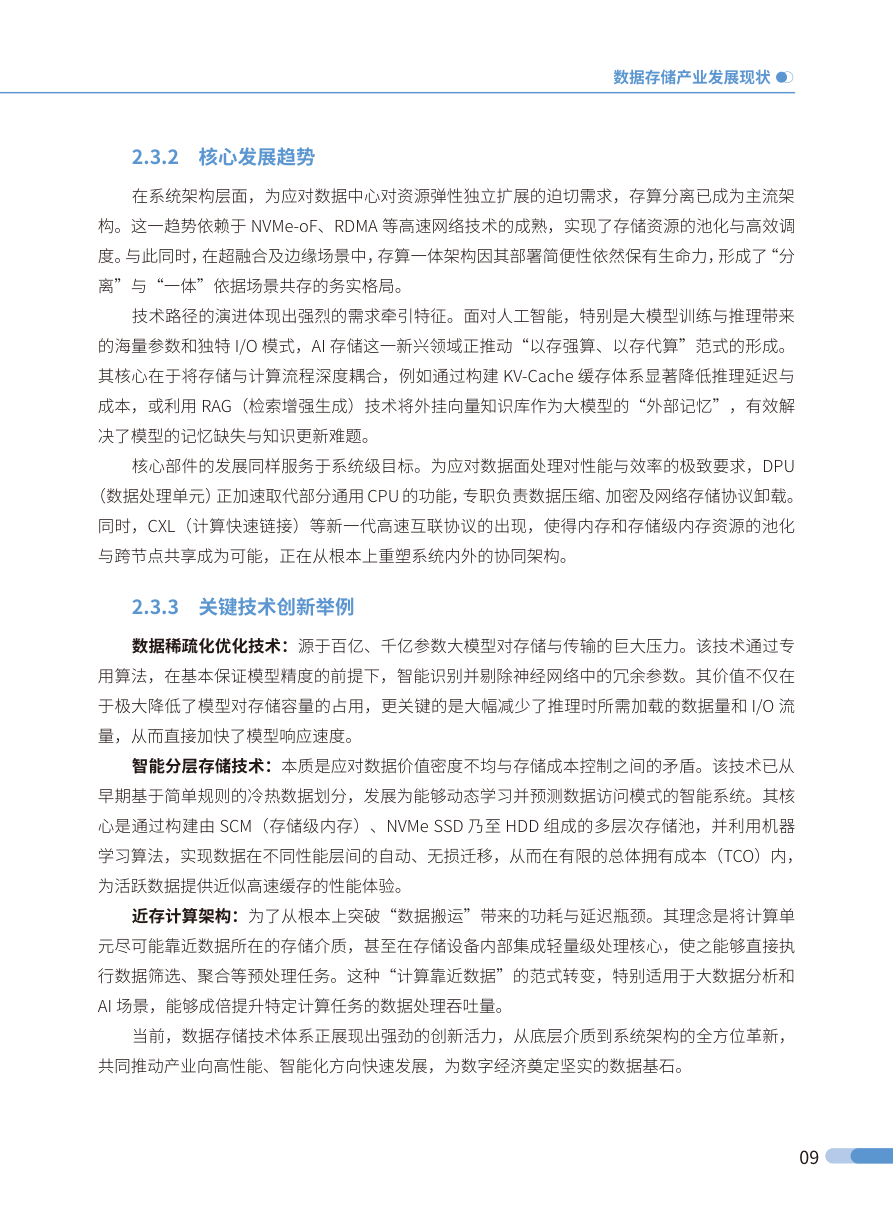 数据存储产业发展现状
2.3.2 核心发展趋势
在系统架构层面，为应对数据中心对资源弹性独立扩展的迫切需求，存算分离已成为主流架
构。这一趋势依赖于 NVMe-oF、RDMA 等高速网络技术的成熟，实现了存储资源的池化与高效调
度。与此同时，在超融合及边缘场景中，存算一体架构因其部署简便性依然保有生命力，形成了“分
离”与“一体”依据场景共存的务实格局。
技术路径的演进体现出强烈的需求牵引特征。面对人工智能，特别是大模型训练与推理带来
的海量参数和独特 I/O 模式，AI 存储这一新兴领域正推动“以存强算、以存代算”范式的形成。
其核心在于将存储与计算流程深度耦合，例如通过构建 KV-Cache 缓存体系显著降低推理延迟与
成本，或利用 RAG（检索增强生成）技术将外挂向量知识库作为大模型的“外部记忆”，有效解
决了模型的记忆缺失与知识更新难题。
核心部件的发展同样服务于系统级目标。为应对数据面处理对性能与效率的极致要求，DPU
（数据处理单元）正加速取代部分通用 CPU 的功能，专职负责数据压缩、加密及网络存储协议卸载。
同时，CXL（计算快速链接）等新一代高速互联协议的出现，使得内存和存储级内存资源的池化
与跨节点共享成为可能，正在从根本上重塑系统内外的协同架构。
2.3.3 关键技术创新举例
数据稀疏化优化技术：源于百亿、千亿参数大模型对存储与传输的巨大压力。该技术通过专
用算法，在基本保证模型精度的前提下，智能识别并剔除神经网络中的冗余参数。其价值不仅在
于极大降低了模型对存储容量的占用，更关键的是大幅减少了推理时所需加载的数据量和 I/O 流
量，从而直接加快了模型响应速度。
智能分层存储技术：本质是应对数据价值密度不均与存储成本控制之间的矛盾。该技术已从
早期基于简单规则的冷热数据划分，发展为能够动态学习并预测数据访问模式的智能系统。其核
心是通过构建由 SCM（存储级内存）、NVMe SSD 乃至 HDD 组成的多层次存储池，并利用机器
学习算法，实现数据在不同性能层间的自动、无损迁移，从而在有限的总体拥有成本（TCO）内，
为活跃数据提供近似高速缓存的性能体验。
近存计算架构：为了从根本上突破“数据搬运”带来的功耗与延迟瓶颈。其理念是将计算单
元尽可能靠近数据所在的存储介质，甚至在存储设备内部集成轻量级处理核心，使之能够直接执
行数据筛选、聚合等预处理任务。这种“计算靠近数据”的范式转变，特别适用于大数据分析和
AI 场景，能够成倍提升特定计算任务的数据处理吞吐量。
当前，数据存储技术体系正展现出强劲的创新活力，从底层介质到系统架构的全方位革新，
共同推动产业向高性能、智能化方向快速发展，为数字经济奠定坚实的数据基石。
09